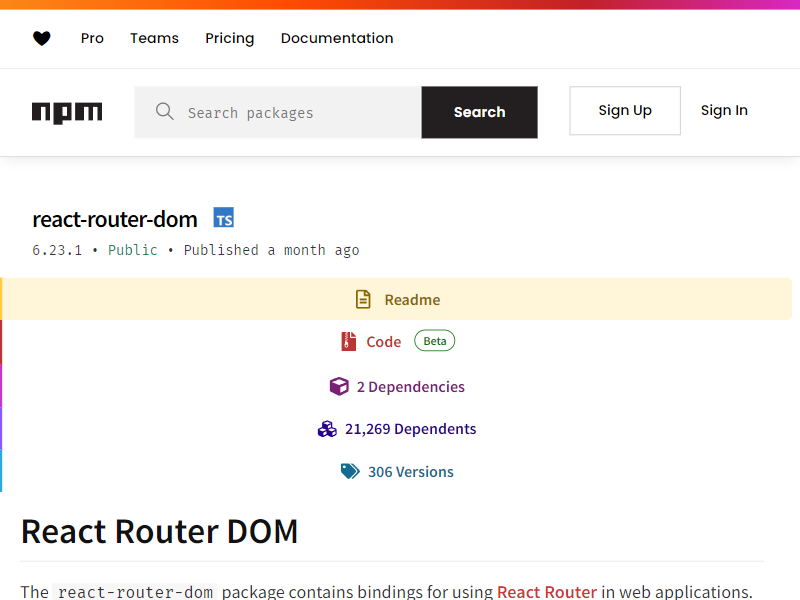 Pro Teams Pricing Documentation
npm Search packages Search Sign Up Sign In
react-router-dom TS
6.23.1 • Public • Published a month ago
Readme
Code Beta
2 Dependencies
21,269 Dependents
306 Versions
React Router DOM
The react-router-dom package contains bindings for using React Router in web applications.